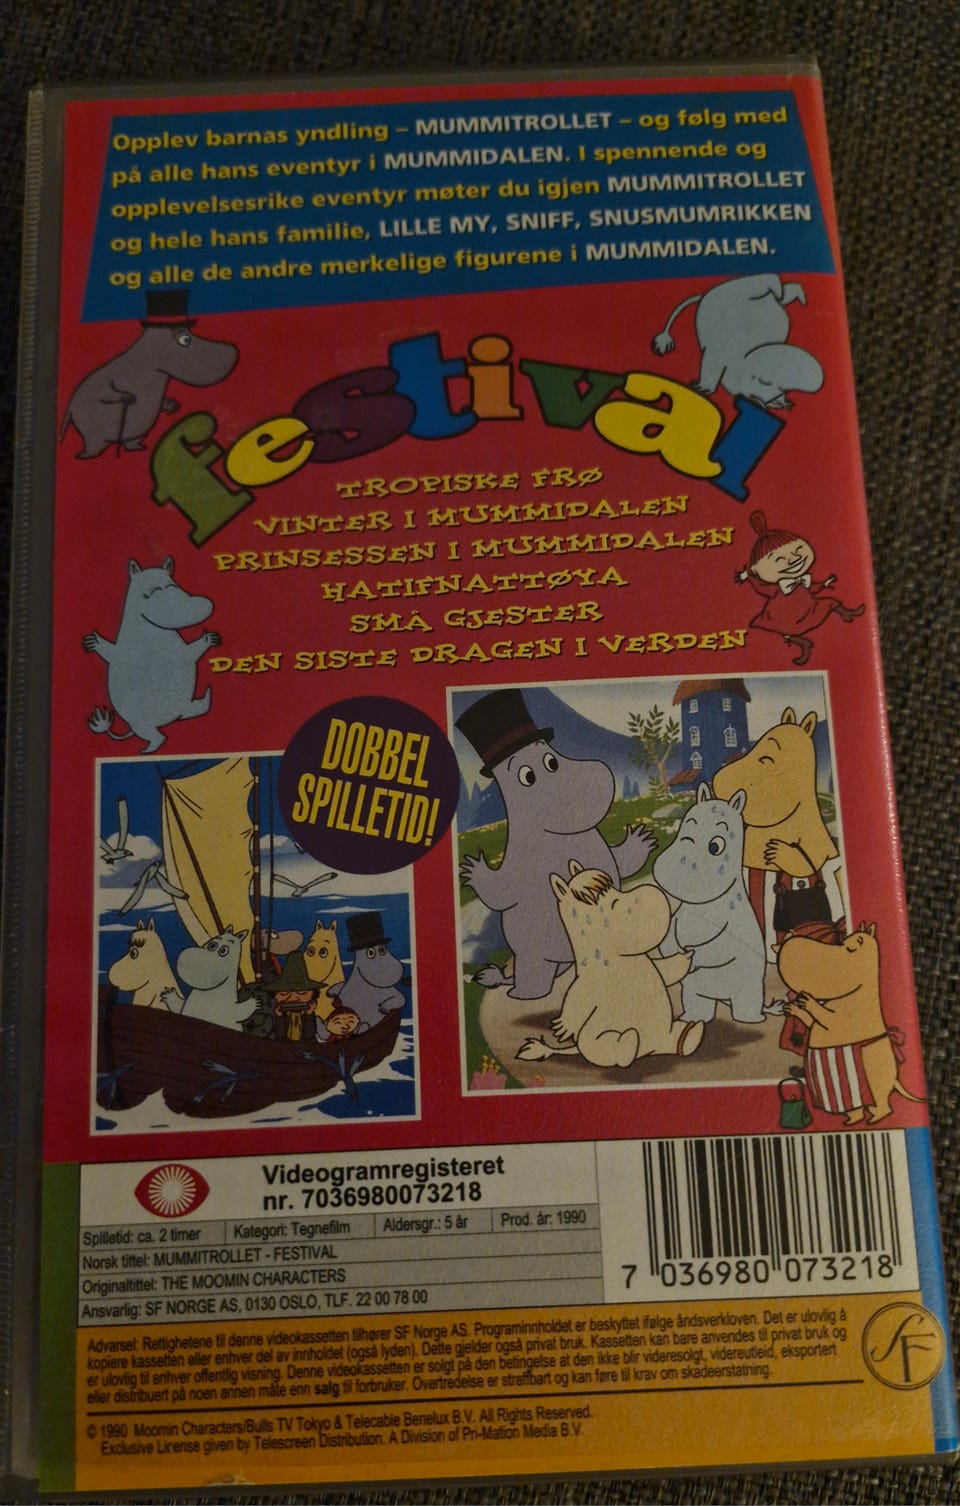 Opplev barnas yndling – MUMMITROLLET – og følg med
på alle hans eventyr i MUMMIDALEN. I spennende og
opplevelsesrike eventyr møter du igjen MUMMITROLLET
og hele hans familie, LILLE MY, SNIFF, SNUSMUMRIKKEN
og alle de andre merkelige figurene i MUMMIDALEN.
festival
TROPISKE FRØ
VINTER I MUMMIDALEN
PRINSESSEN I MUMMIDALEN
HATIFNATTØYA
SMÅ GJESTER
DEN SISTE DRAGEN I VERDEN
DOBBEL
SPILLETID!
Videogramregisteret
nr. 7036980073218
Spilletid: ca. 2 timer Kategori: Tegnefilm Aldersgr.: 5 år Prod. år: 1990
Norsk tittel: MUMMITROLLET - FESTIVAL
Originaltittel: THE MOOMIN CHARACTERS
Ansvarlig: SF NORGE AS, 0130 OSLO, TLF. 22 00 78 00
7 036980 073218
Advarsel: Rettighetene til denne videokassetten tilhører SF Norge AS. Programinnholdet er beskyttet ifølge åndsverkloven. Det er ulovlig å
kopiere kassetten eller enhver del av innholdet (også lyden). Dette gjelder også privat bruk. Kassetten kan bare anvendes til privat bruk og
er ulovlig til enhver offentlig visning. Denne videokassetten er solgt på den betingelse at den ikke blir videresolgt, videreutleid, eksportert
eller distribuert på noen annen måte enn salg til forbruker. Overtredelse er straffbart og kan føre til krav om skadeerstatning.
SF
© 1990 Moomin Characters/Bulls TV Tokyo & Telecable Benelux B.V. All Rights Reserved.
Exclusive License given by Telescreen Distribution. A Division of Pri-Mation Media B.V.